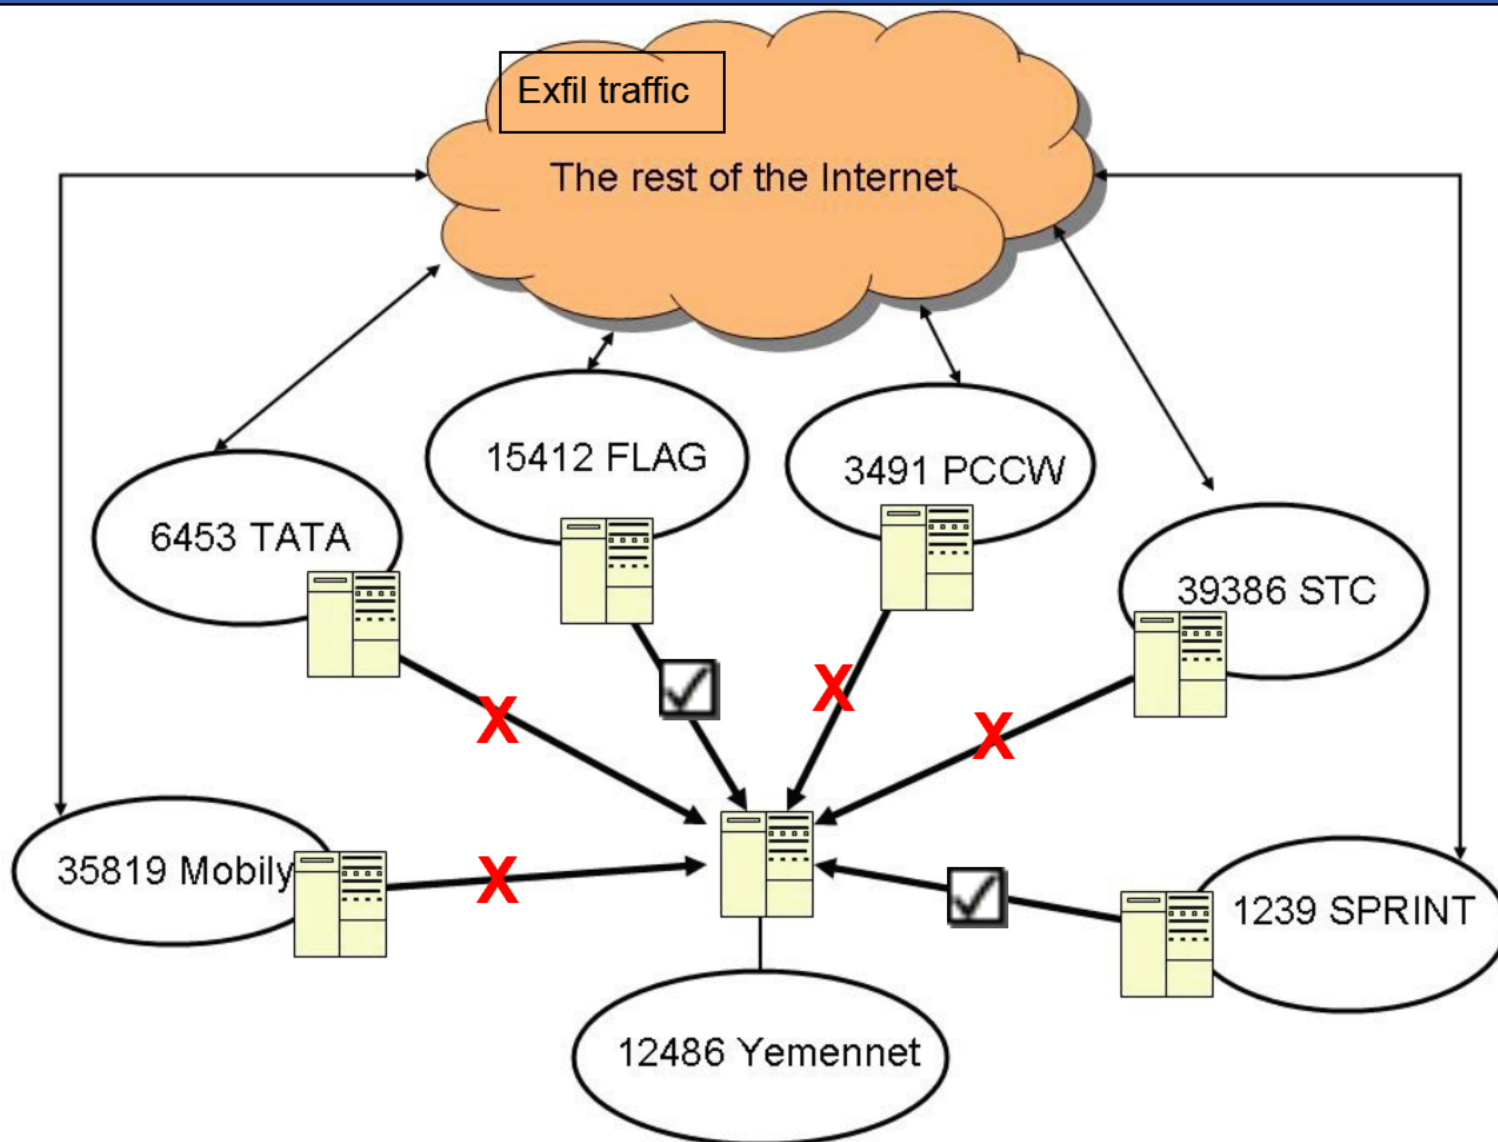 Exfil traffic
The rest of the Internet
15412 FLAG
3491 PCCW
6453 TATA
39386 STC
X
X
X
35819 Mobily
X
1239 SPRINT
12486 Yemennet